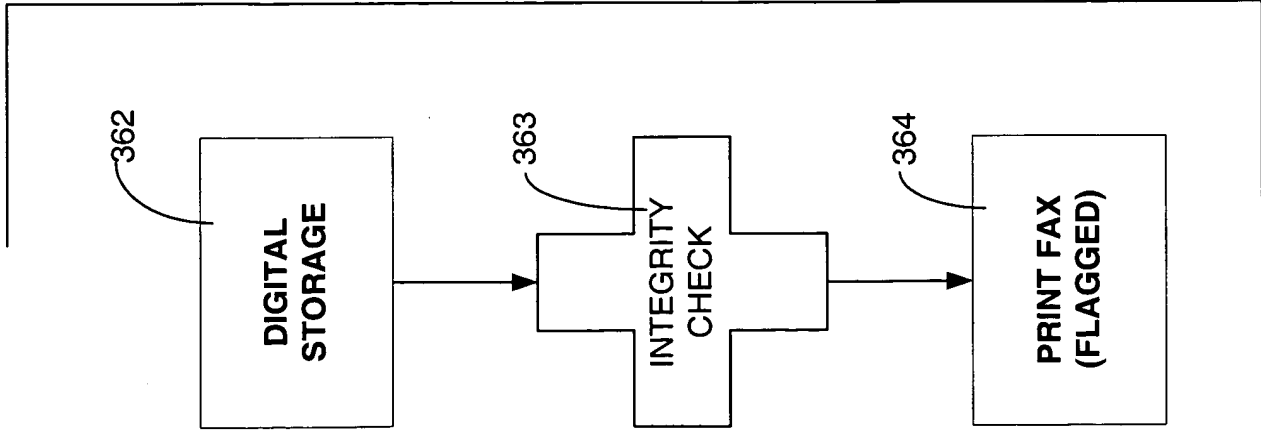 362
DIGITAL
STORAGE
363
INTEGRITY
CHECK
364
PRINT FAX
(FLAGGED)